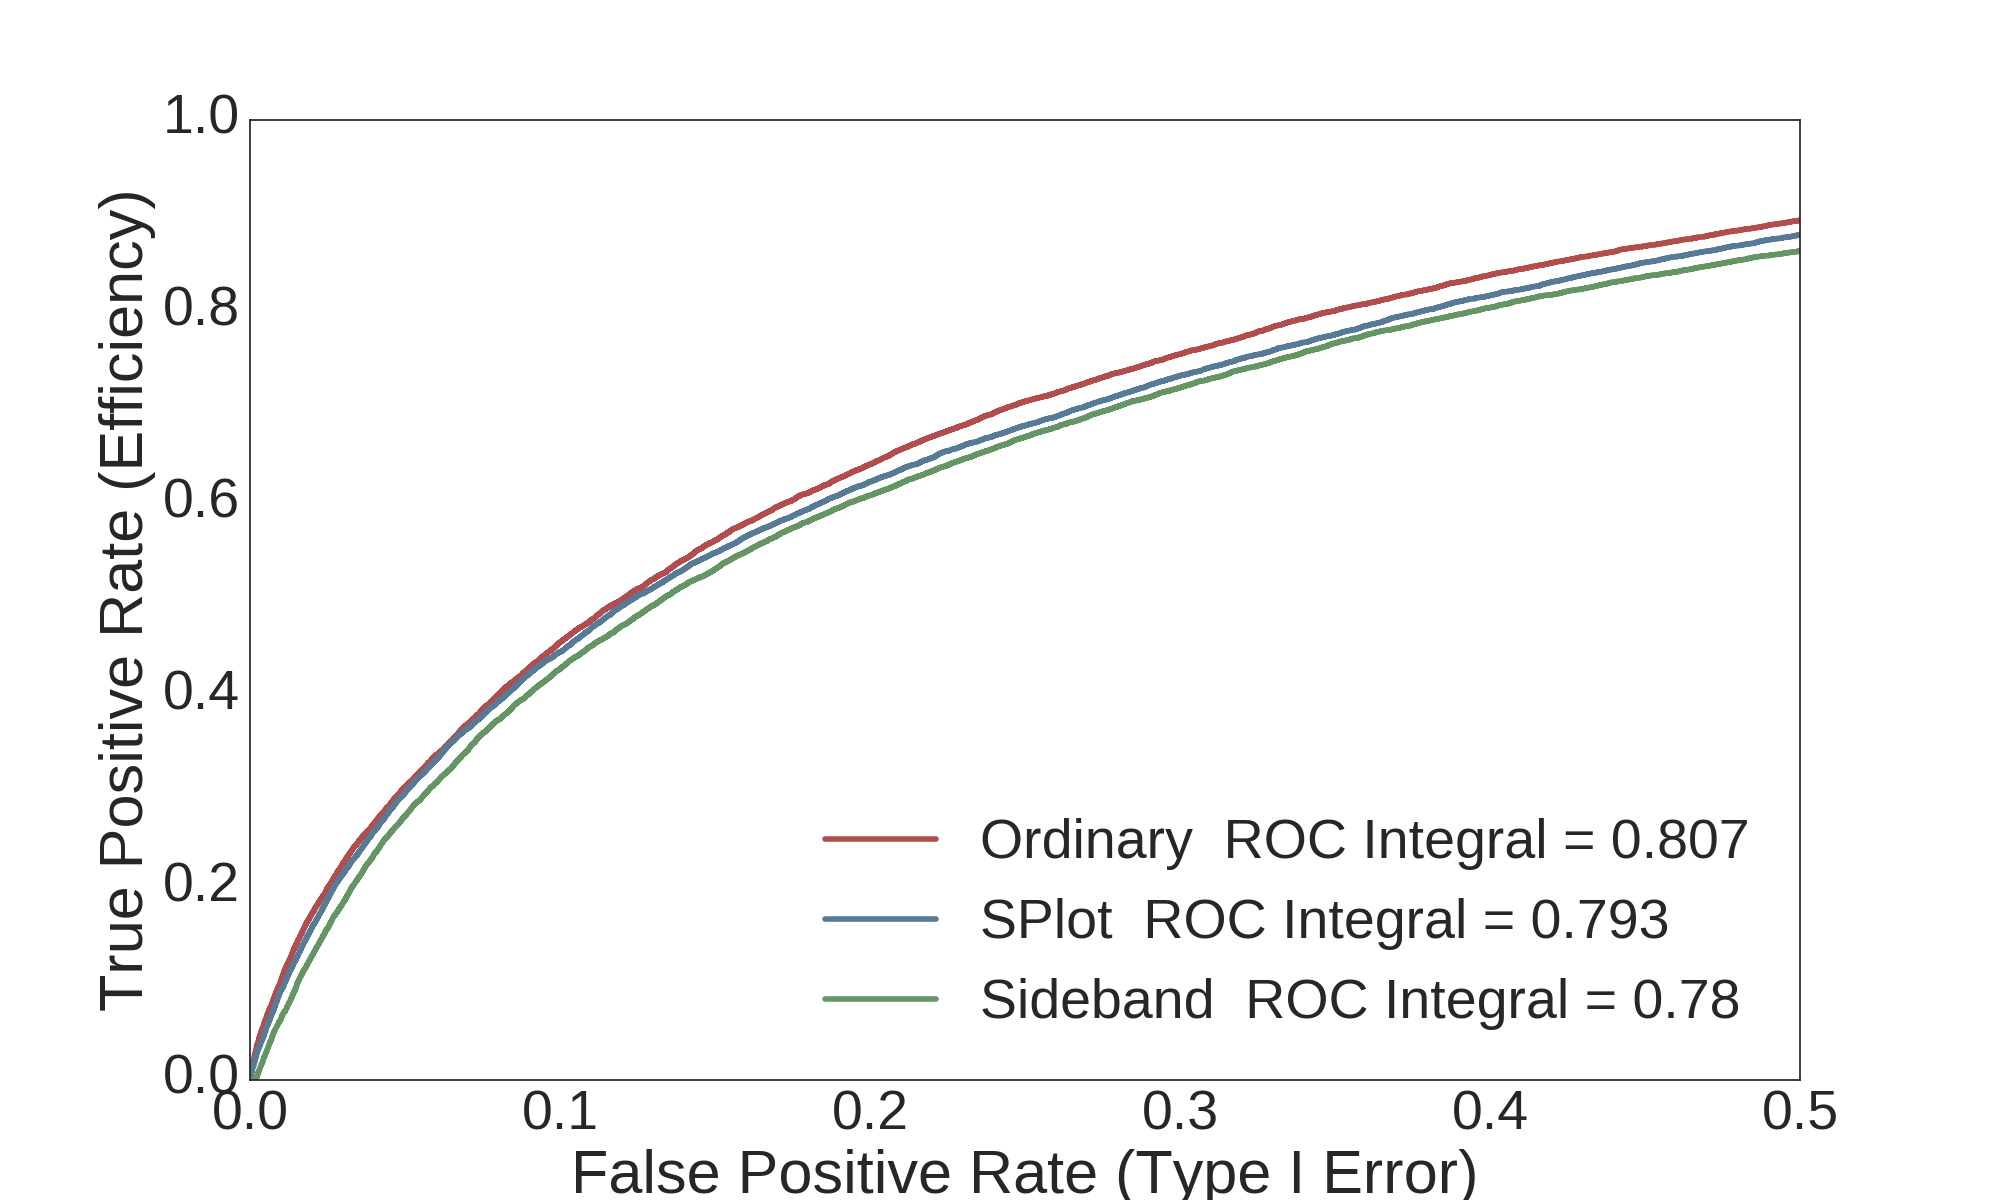 1.0
0.8
0.6
0.4
0.2
0.0
True Positive Rate (Efficiency)
Ordinary  ROC Integral = 0.807
SPlot  ROC Integral = 0.793
Sideband  ROC Integral = 0.78
0.0 0.1 0.2 0.3 0.4 0.5
False Positive Rate (Type I Error)